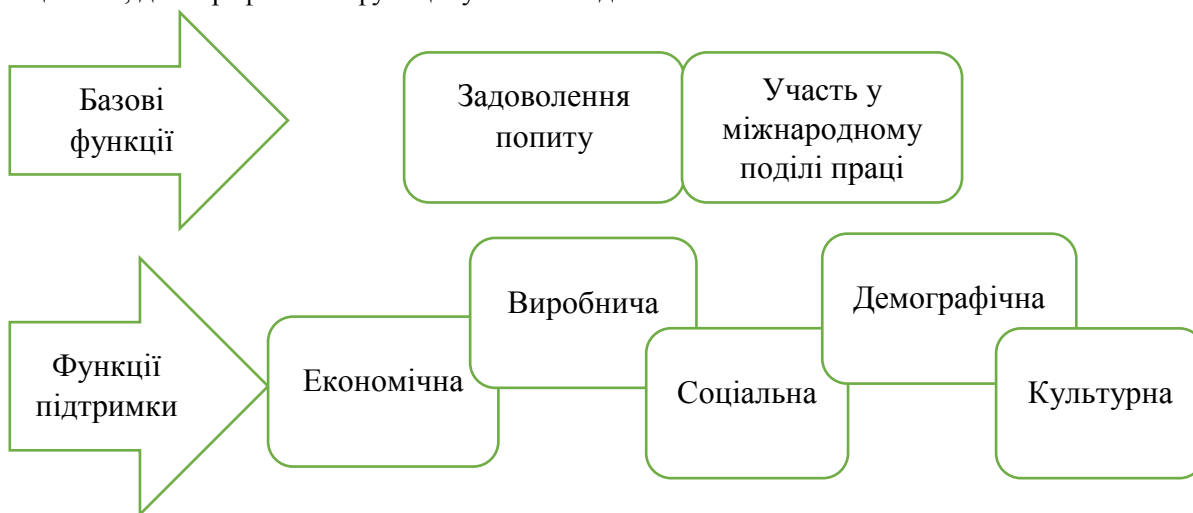 Базові
функції
Задоволення
попиту
Участь у
міжнародному
поділі праці
Функції
підтримки
Економічна
Виробнича
Соціальна
Демографічна
Культурна